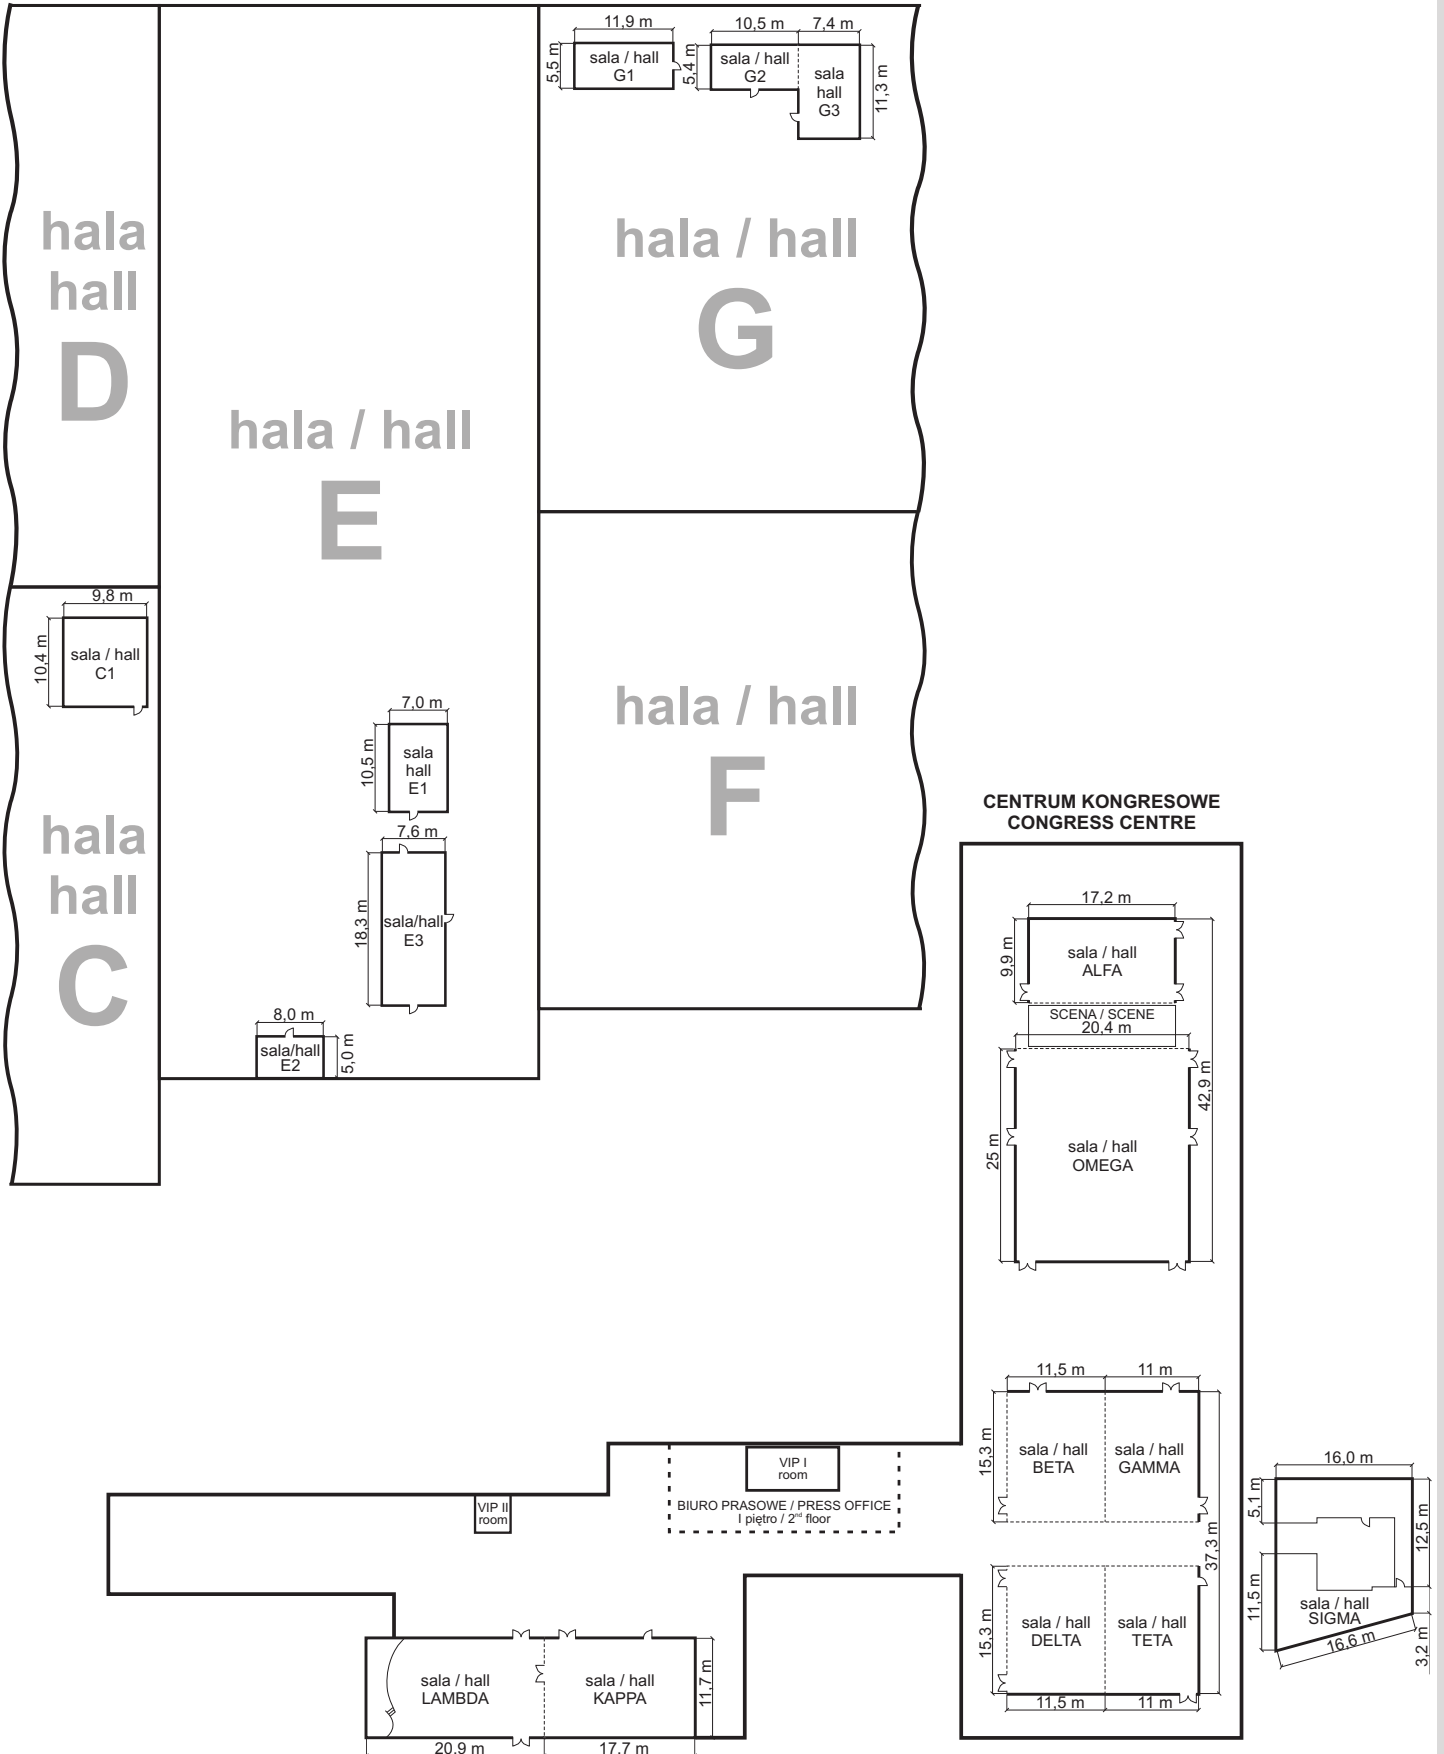 11,9 m
5,5 m
sala / hall
G1
10,5 m
7,4 m
5,4 m
sala / hall
G2
sala
hall
G3
11,3 m
hala
hall
D
hala / hall
G
hala / hall
E
9,8 m
10,4 m
sala / hall
C1
7,0 m
10,5 m
sala
hall
E1
hala / hall
F
7,6 m
18,3 m
sala/hall
E3
hala
hall
C
8,0 m
sala/hall
E2
5,0 m
CENTRUM KONGRESOWE
CONGRESS CENTRE
17,2 m
9,9 m
sala / hall
ALFA
SCENA / SCENE
20,4 m
42,9 m
25 m
sala / hall
OMEGA
11,5 m
11 m
15,3 m
sala / hall
BETA
sala / hall
GAMMA
37,3 m
VIP I
room
BIURO PRASOWE / PRESS OFFICE
I piętro / 2nd floor
VIP II
room
16,0 m
5,1 m
12,5 m
11,5 m
sala / hall
SIGMA
16,6 m
3,2 m
15,3 m
sala / hall
DELTA
sala / hall
TETA
11,5 m
11 m
sala / hall
LAMBDA
sala / hall
KAPPA
11,7 m
20,9 m
17,7 m